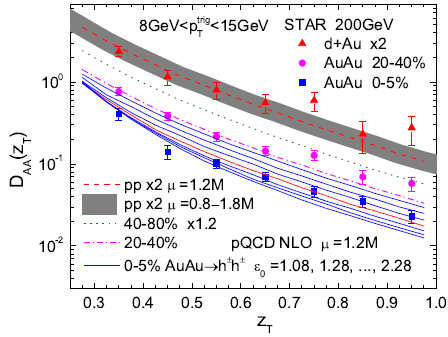 8GeV<p_T^trig<15GeV
STAR 200GeV
d+Au x2
AuAu 20-40%
AuAu 0-5%
D_AA(z_T)
10^0
10^-1
10^-2
pp x2 μ =1.2M
pp x2 μ =0.8–1.8M
40-80% x1.2
20-40% pQCD NLO μ =1.2M
0-5% AuAu→h^±h^± ε_0 =1.08, 1.28, ..., 2.28
0.3 0.4 0.5 0.6 0.7 0.8 0.9 1.0
z_T